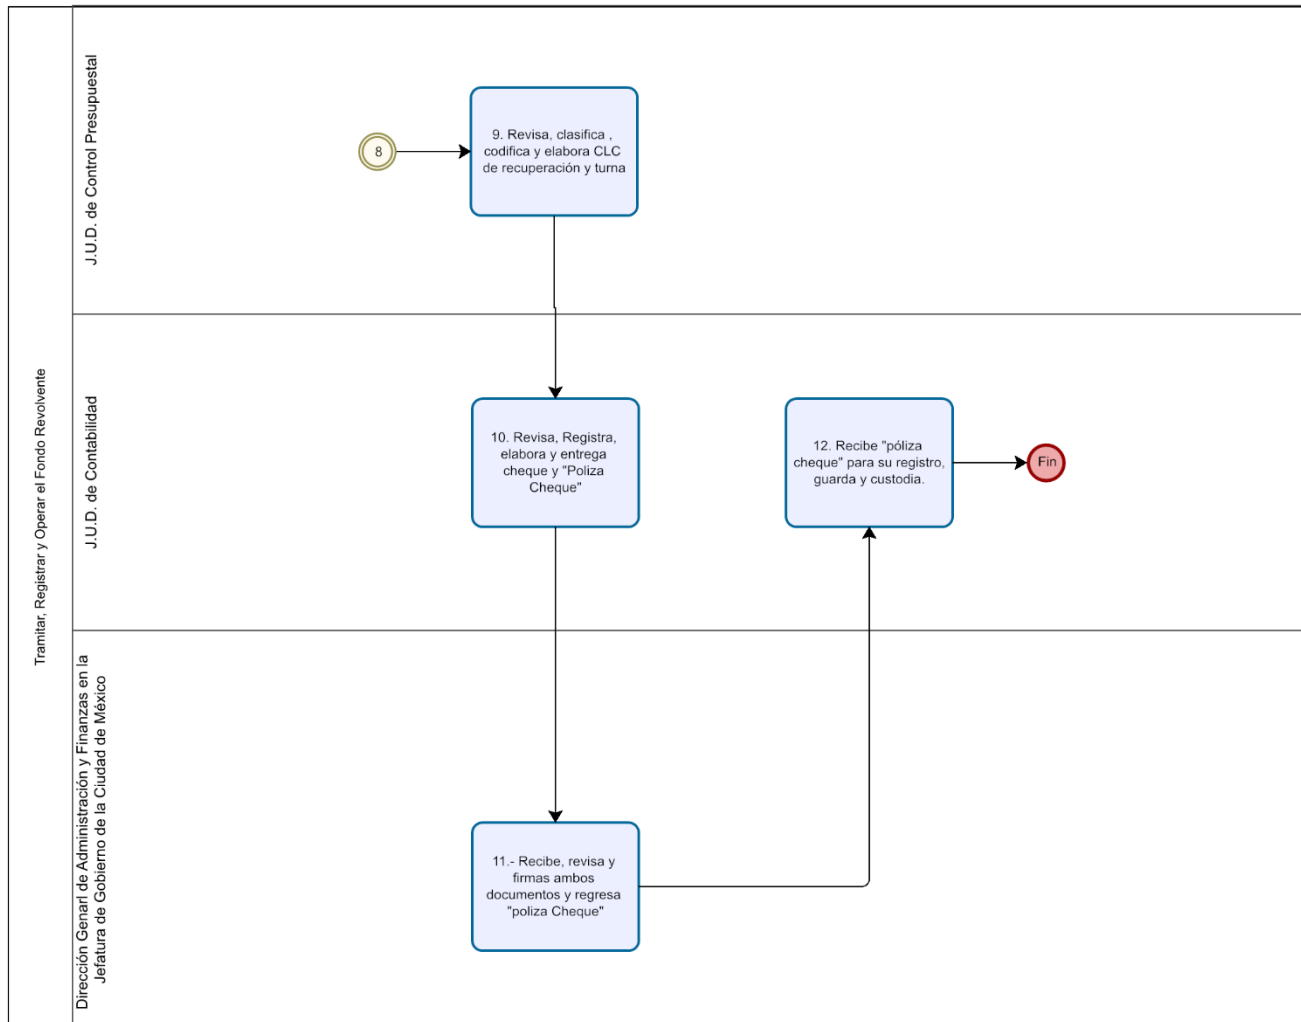 Tramitar, Registrar y Operar el Fondo Revolvente
J.U.D. de Control Presupuestal
8
9. Revisa, clasifica ,
codifica y elabora CLC
de recuperación y turna
J.U.D. de Contabilidad
10. Revisa, Registra,
elabora y entrega
cheque y "Poliza
Cheque"
12. Recibe "póliza
cheque" para su registro,
guarda y custodia.
Fin
Dirección Genarl de Administración y Finanzas en la
Jefatura de Gobierno de la Ciudad de México
11.- Recibe, revisa y
firmas ambos
documentos y regresa
"poliza Cheque"